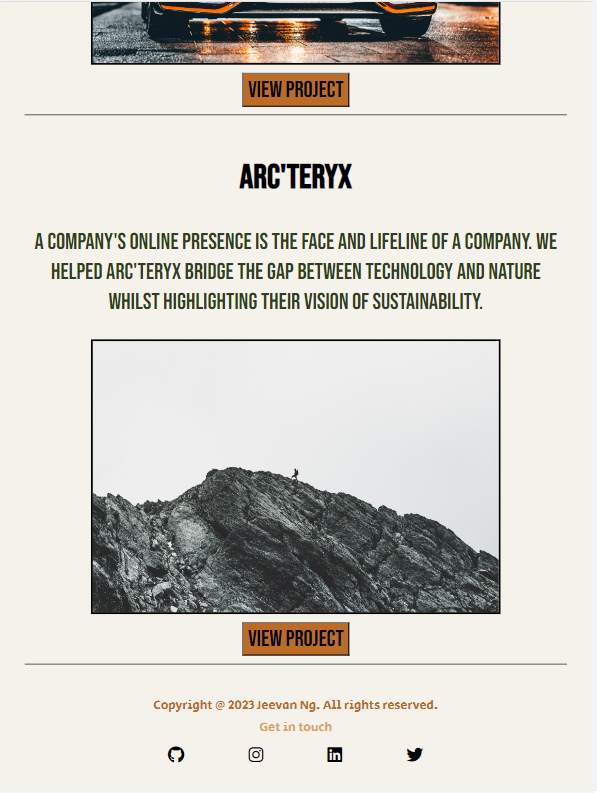 VIEW PROJECT
ARC'TERYX
A COMPANY'S ONLINE PRESENCE IS THE FACE AND LIFELINE OF A COMPANY. WE
HELPED ARC'TERYX BRIDGE THE GAP BETWEEN TECHNOLOGY AND NATURE
WHILST HIGHLIGHTING THEIR VISION OF SUSTAINABILITY.
VIEW PROJECT
Copyright @ 2023 Jeevan Ng. All rights reserved.
Get in touch